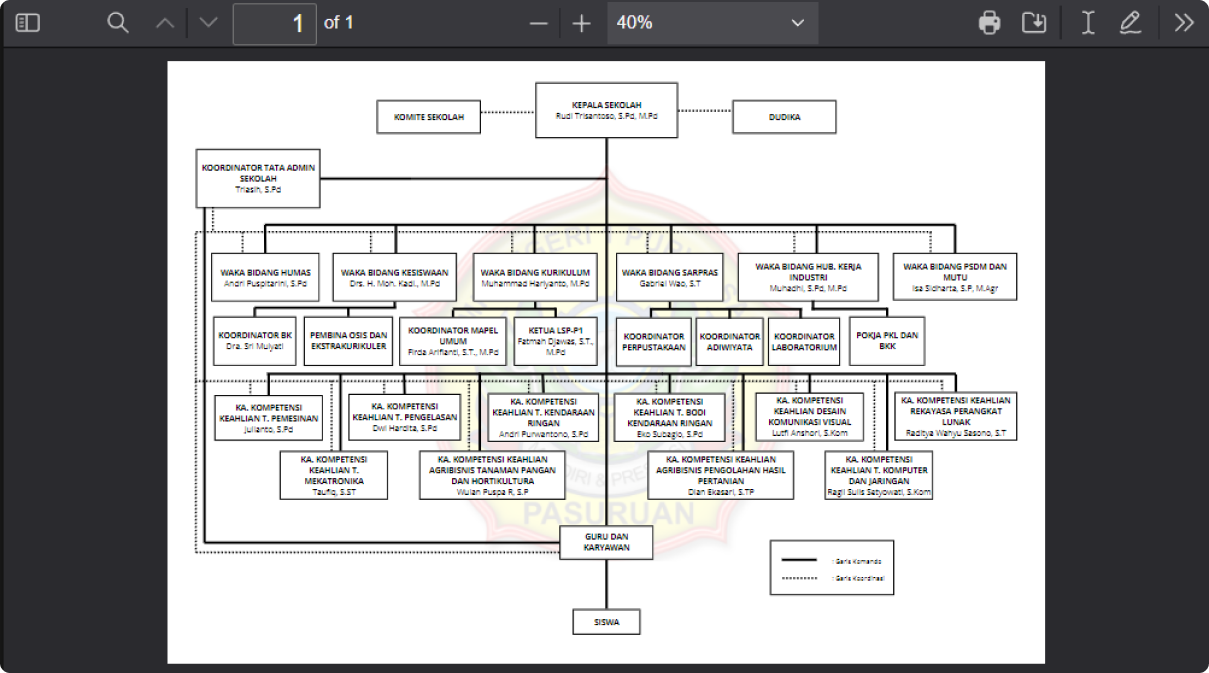 1 of 1
40%
KEPALA SEKOLAH
Rudi Trisantoso, S.Pd, M.Pd
KOMITE SEKOLAH
DUDIKA
KOORDINATOR TATA ADMIN
SEKOLAH
Triasih, S.Pd
WAKA BIDANG HUMAS
Andri Puspitarini, S.Pd
WAKA BIDANG KESISWAAN
Drs. H. Moh. Kadi., M.Pd
WAKA BIDANG KURIKULUM
Muhammad Hariyanto, M.Pd
WAKA BIDANG SARPRAS
Gabriel Wao, S.T
WAKA BIDANG HUB. KERJA
INDUSTRI
Muhadhi, S.Pd, M.Pd
WAKA BIDANG PSDM DAN
MUTU
Isa Sidharta, S.P, M.Agr
KOORDINATOR BK
Dra. Sri Mulyati
PEMBINA OSIS DAN
EKSTRAKURIKULER
KOORDINATOR MAPEL
UMUM
Firda Arifianti, S.T., M.Pd
KETUA LSP-P1
Fatmah Djawas, S.T.,
M.Pd
KOORDINATOR
PERPUSTAKAAN
KOORDINATOR
ADIWIYATA
KOORDINATOR
LABORATORIUM
POKJA PKL DAN
BKK
KA. KOMPETENSI
KEAHLIAN T. PEMESINAN
Julianto, S.Pd
KA. KOMPETENSI
KEAHLIAN T. PENGELASAN
Dwi Hardita, S.Pd
KA. KOMPETENSI
KEAHLIAN T. KENDARAAN
RINGAN
Andri Purwantono, S.Pd
KA. KOMPETENSI
KEAHLIAN T. BODI
KENDARAAN RINGAN
Eko Subagio, S.Pd
KA. KOMPETENSI
KEAHLIAN DESAIN
KOMUNIKASI VISUAL
Lutfi Anshori, S.Kom
KA. KOMPETENSI KEAHLIAN
REKAYASA PERANGKAT
LUNAK
Raditya Wahyu Sasono, S.T
KA. KOMPETENSI
KEAHLIAN T.
MEKATRONIKA
Taufiq, S.ST
KA. KOMPETENSI KEAHLIAN
AGRIBISNIS TANAMAN PANGAN
DAN HORTIKULTURA
Wulan Puspa R, S.P
KA. KOMPETENSI KEAHLIAN
AGRIBISNIS PENGOLAHAN HASIL
PERTANIAN
Dian Ekasari, S.TP
KA. KOMPETENSI
KEAHLIAN T. KOMPUTER
DAN JARINGAN
Ragil Sulis Setyowati, S.Kom
PASURUAN
GURU DAN
KARYAWAN
: Garis Komando
: Garis Koordinasi
SISWA